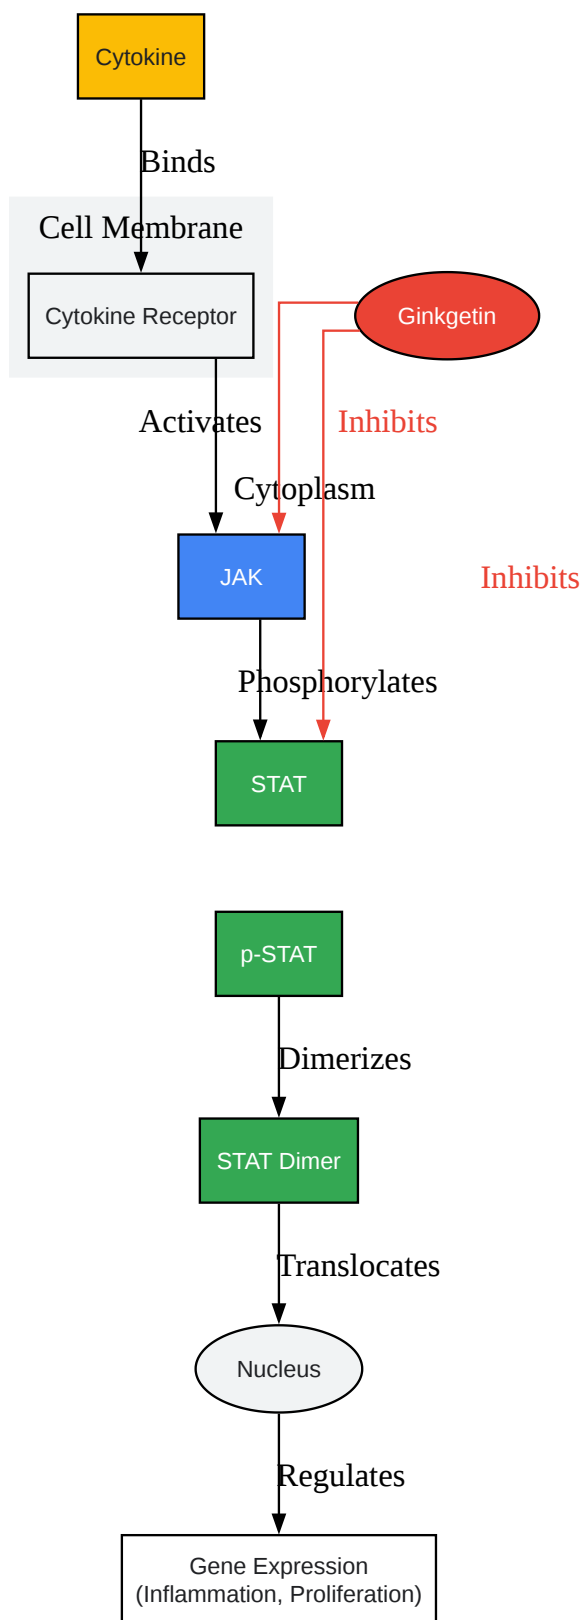 Cytokine
Binds
Cell Membrane
Cytokine Receptor
Ginkgetin
Activates
Inhibits
Cytoplasm
JAK
Inhibits
Phosphorylates
STAT
p-STAT
Dimerizes
STAT Dimer
Translocates
Nucleus
Regulates
Gene Expression
(Inflammation, Proliferation)